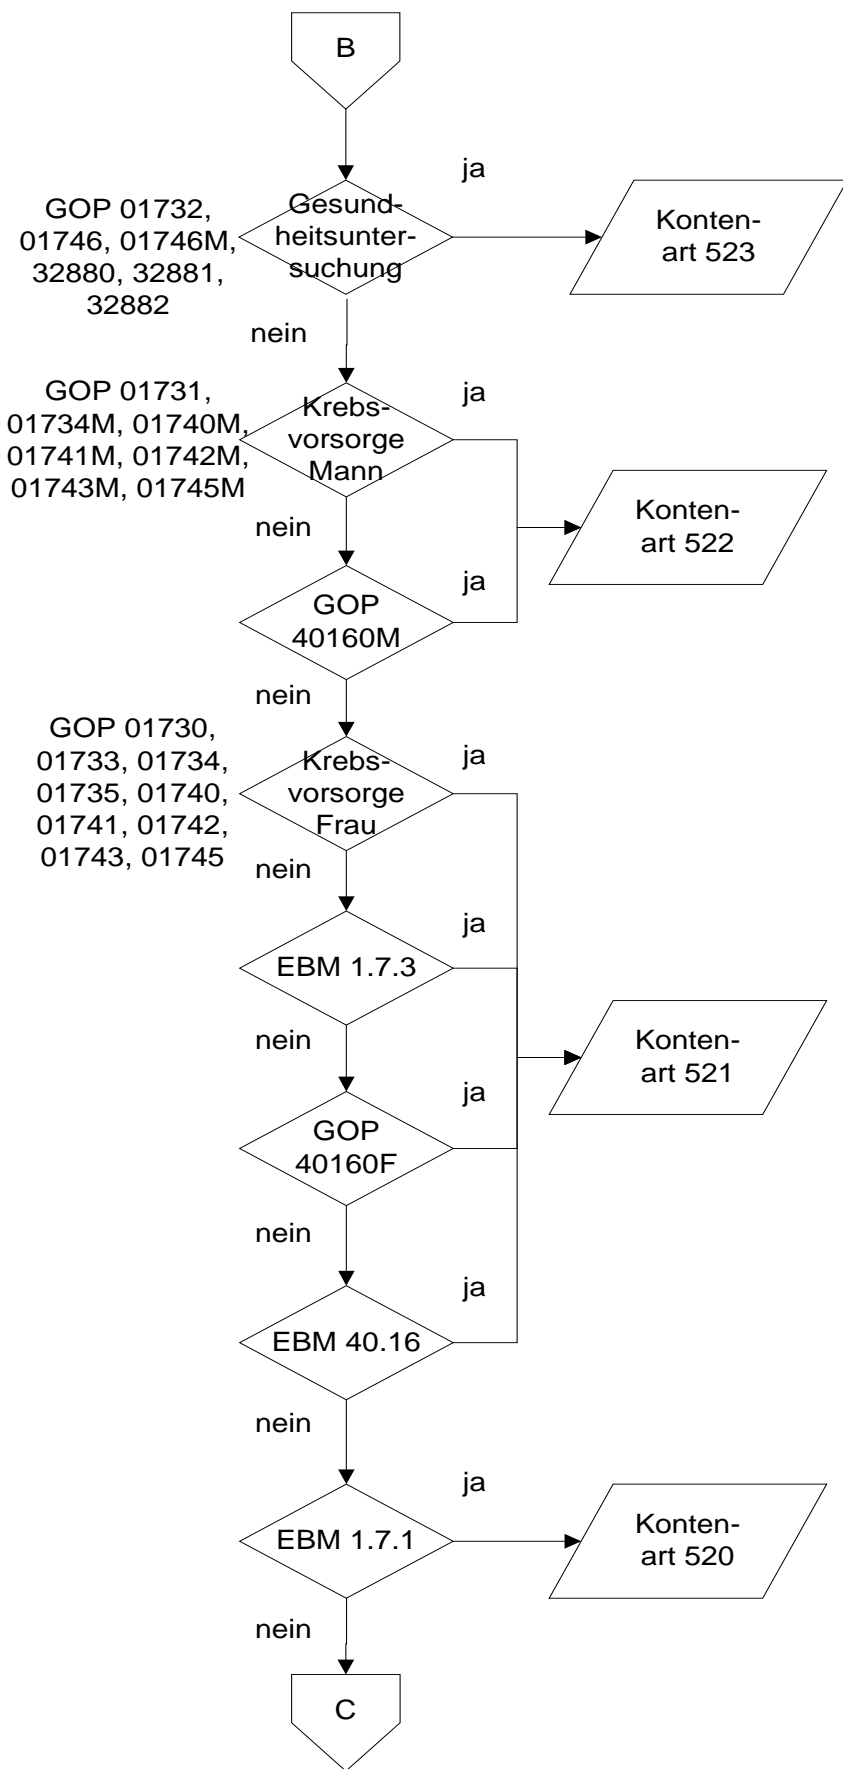 B
ja
GOP 01732,
01746, 01746M,
32880, 32881,
32882
Gesund-
heitsunter-
suchung
Konten-
art 523
nein
GOP 01731,
01734M, 01740M,
01741M, 01742M,
01743M, 01745M
Krebs-
vorsorge
Mann
ja
Konten-
art 522
nein
GOP
40160M
ja
nein
GOP 01730,
01733, 01734,
01735, 01740,
01741, 01742,
01743, 01745
Krebs-
vorsorge
Frau
ja
nein
EBM 1.7.3
ja
nein
Konten-
art 521
GOP
40160F
ja
nein
EBM 40.16
ja
nein
EBM 1.7.1
ja
Konten-
art 520
nein
C